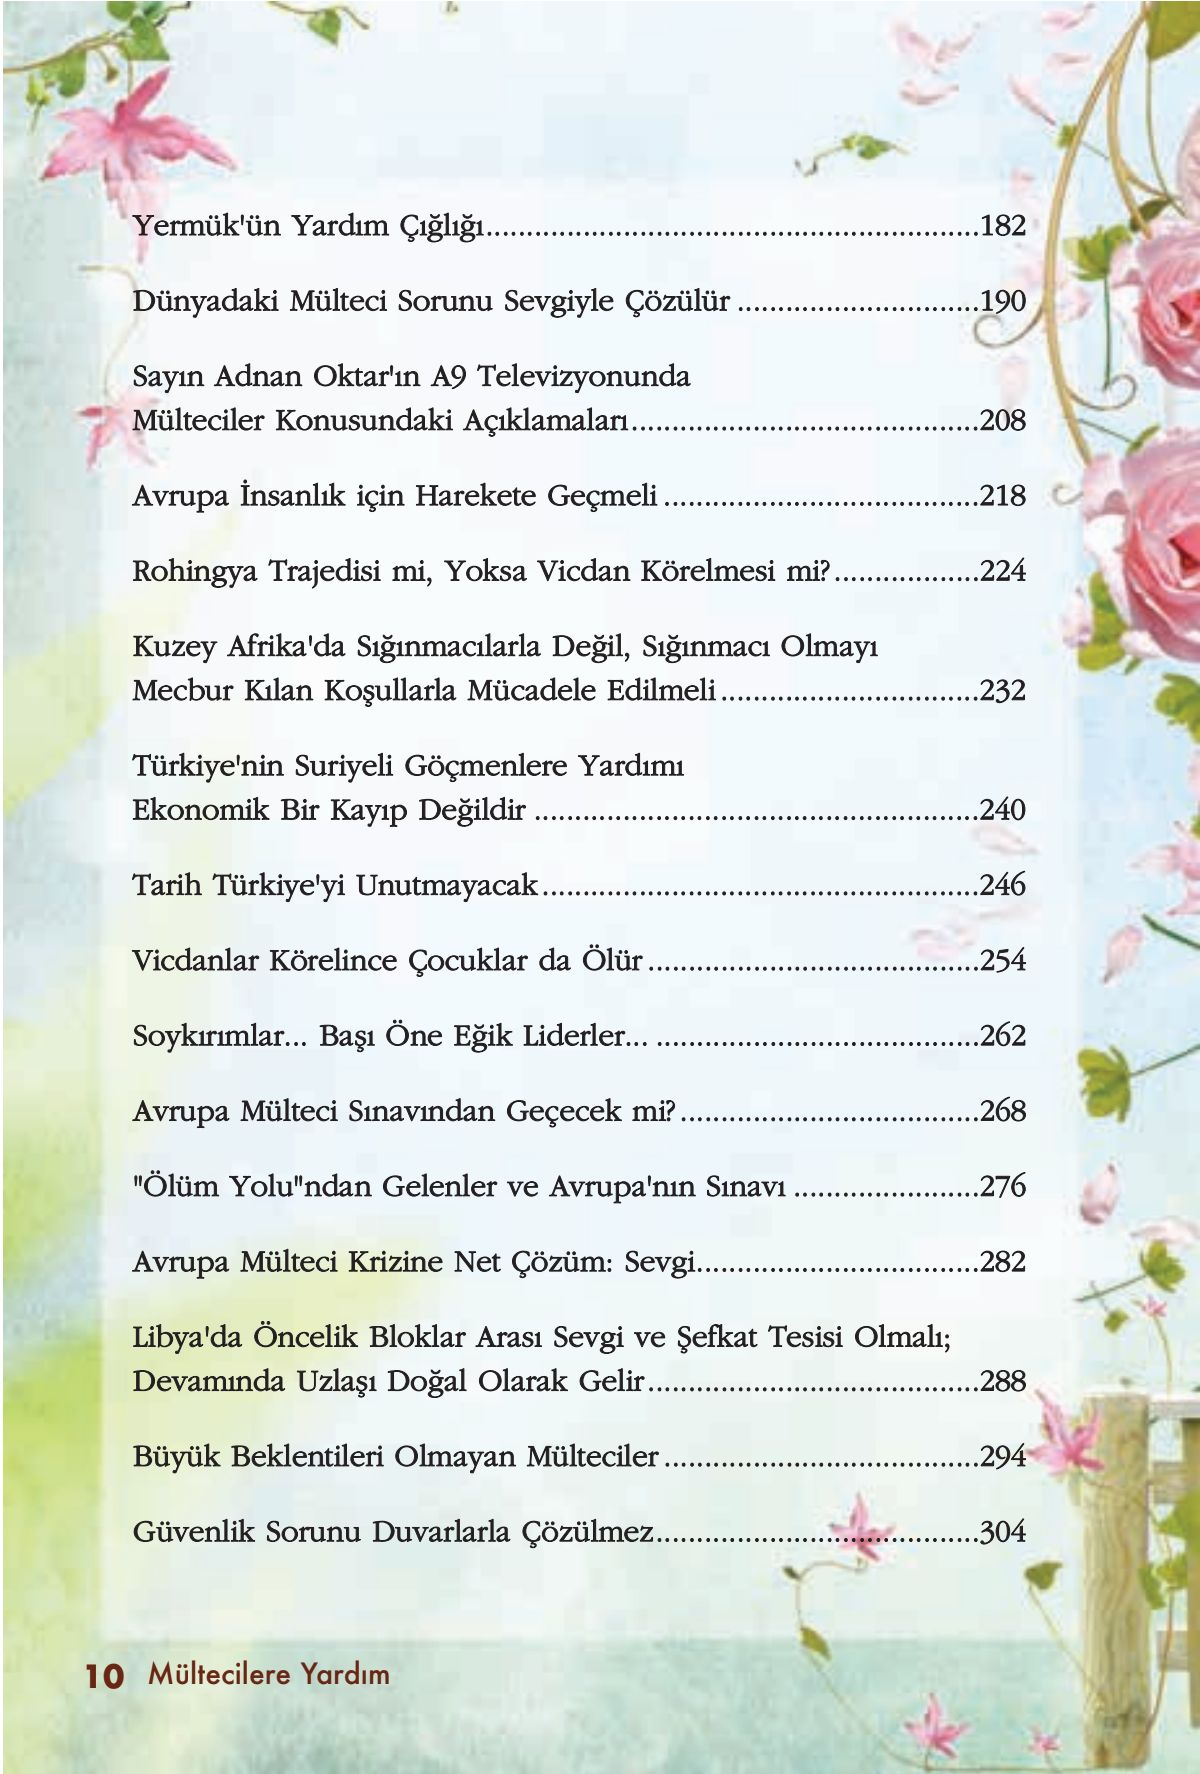 Yermük'ün Yardım Çığlığı.............................................................182
Dünyadaki Mülteci Sorunu Sevgiyle Çözülür ..............................190
Sayın Adnan Oktar'ın A9 Televizyonunda
Mülteciler Konusundaki Açıklamaları...........................................208
Avrupa İnsanlık için Harekete Geçmeli .......................................218
Rohingya Trajedisi mi, Yoksa Vicdan Körelmesi mi? ..................224
Kuzey Afrika'da Sığınmacılarla Değil, Sığınmacı Olmayı
Mecbur Kılan Koşullarla Mücadele Edilmeli ................................232
Türkiye'nin Suriyeli Göçmenlere Yardımı
Ekonomik Bir Kayıp Değildir .......................................................240
Tarih Türkiye'yi Unutmayacak......................................................246
Vicdanlar Körelince Çocuklar da Ölür .........................................254
Soykırımlar... Başı Öne Eğik Liderler... ........................................262
Avrupa Mülteci Sınavından Geçecek mi? .....................................268
"Ölüm Yolu"ndan Gelenler ve Avrupa'nın Sınavı .......................276
Avrupa Mülteci Krizine Net Çözüm: Sevgi...................................282
Libya'da Öncelik Bloklar Arası Sevgi ve Şefkat Tesisi Olmalı;
Devamında Uzlaşı Doğal Olarak Gelir.........................................288
Büyük Beklentileri Olmayan Mülteciler .......................................294
Güvenlik Sorunu Duvarlarla Çözülmez........................................304
10 Mültecilere Yardım